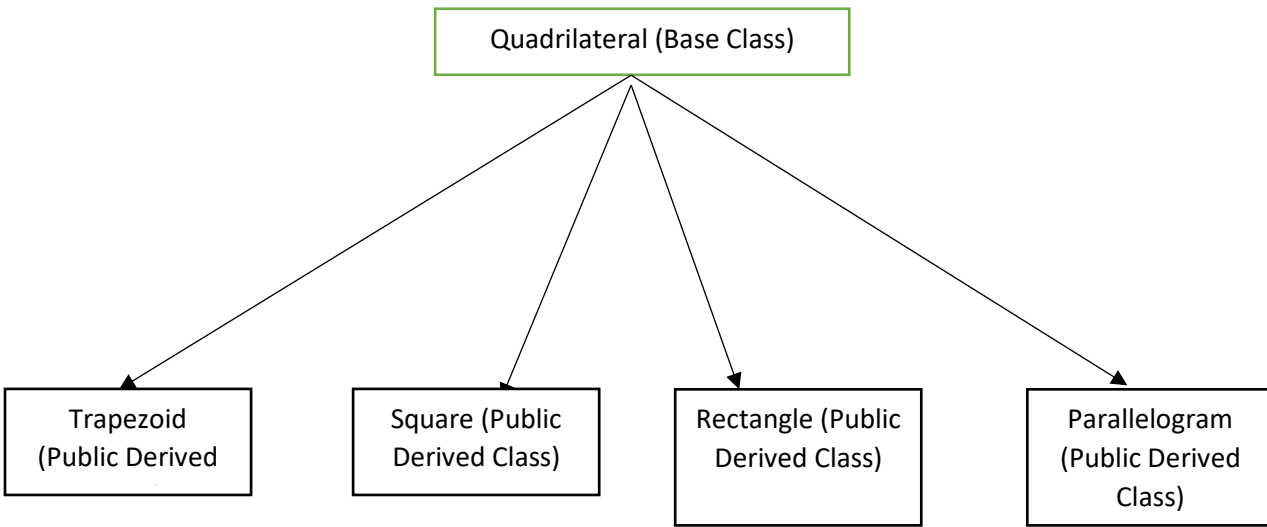 Quadrilateral (Base Class)
Trapezoid
(Public Derived
Square (Public
Derived Class)
Rectangle (Public
Derived Class)
Parallelogram
(Public Derived
Class)